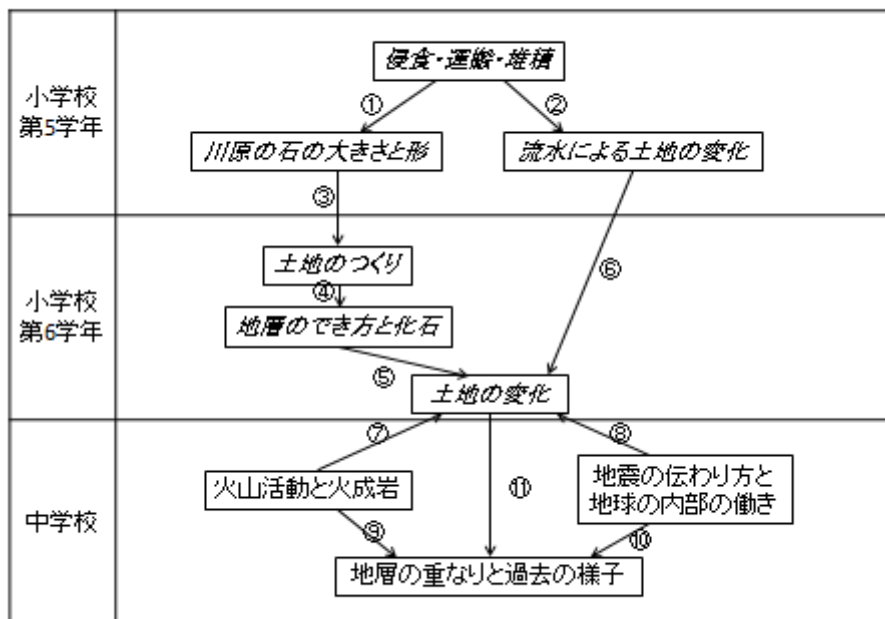 小学校
第5学年
侵食・運搬・堆積
①
②
川原の石の大きさと形
流水による土地の変化
③
小学校
第6学年
土地のつくり
④
地層のでき方と化石
⑤
⑥
土地の変化
中学校
⑦
⑧
火山活動と火成岩
⑪
地震の伝わり方と
地球の内部の働き
⑨
⑩
地層の重なりと過去の様子